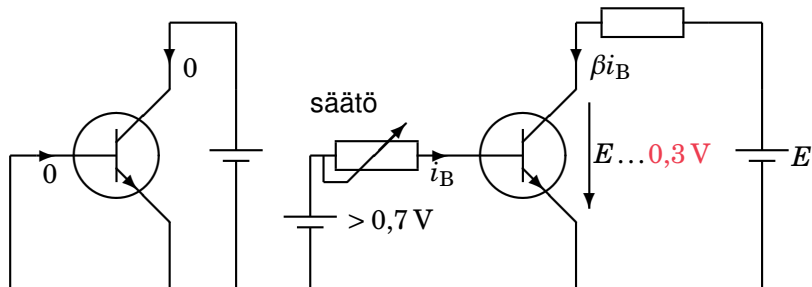 0
0
säätö
i_B
> 0,7 V
βi_B
E…0,3 V
E